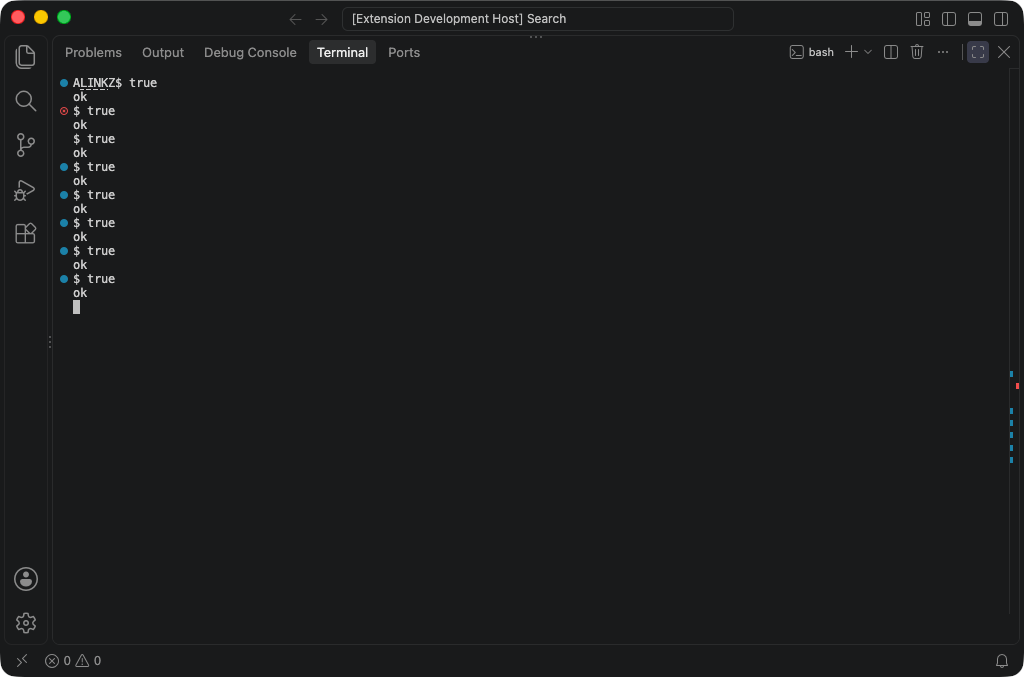 [Extension Development Host] Search
Problems Output Debug Console Terminal Ports bash
ALINKZ$ true
ok
$ true
ok
$ true
ok
$ true
ok
$ true
ok
$ true
ok
$ true
ok
$ true
ok
0 0